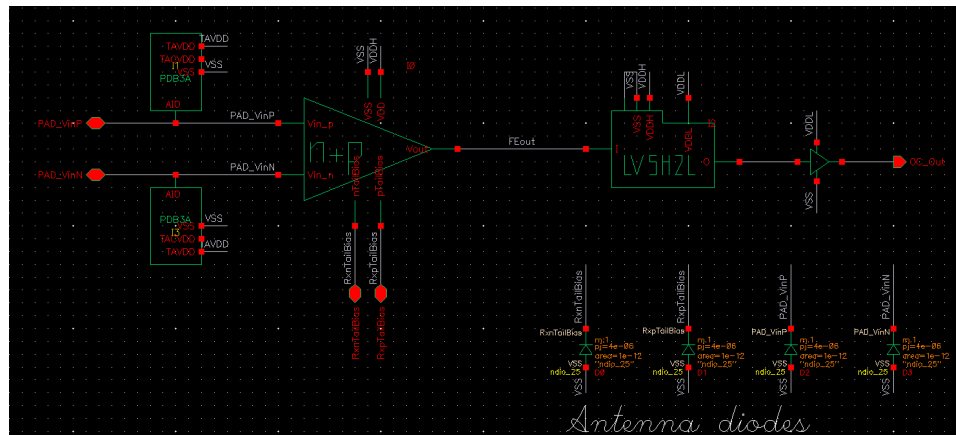 TAVDD
TAVDD
TACVDD
VSS
VSS
I1
PDB3A
AIO
PAD_VinP
PAD_VinP
PAD_VinN
PAD_VinN
AIO
PDB3A
VSS
VSS
I3
TACVDD
TAVDD
TAVDD
VSS
VDDH
VSS
VDD
Vin_p
Vin_n
n+p
Vout
nTailBias
pTailBias
RxnTailBias
RxpTailBias
RxnTailBias
RxpTailBias
FEout
VSS
VDDH
VDDL
VSS
VDDH
VDDL
I
LVSH2L
O
VDDL
VSS
OC_Out
RxnTailBias
RxpTailBias
PAD_VinP
PAD_VinN
RxnTailBias
RxpTailBias
PAD_VinP
PAD_VinN
m:1
pj=4e-06
area=1e-12
"ndio_25"
VSS
ndio_25
D0
VSS
m:1
pj=4e-06
area=1e-12
"ndio_25"
VSS
ndio_25
D1
VSS
m:1
pj=4e-06
area=1e-12
"ndio_25"
VSS
ndio_25
VSS
m:1
pj=4e-06
area=1e-12
"ndio_25"
VSS
ndio_25
VSS
Antenna diodes